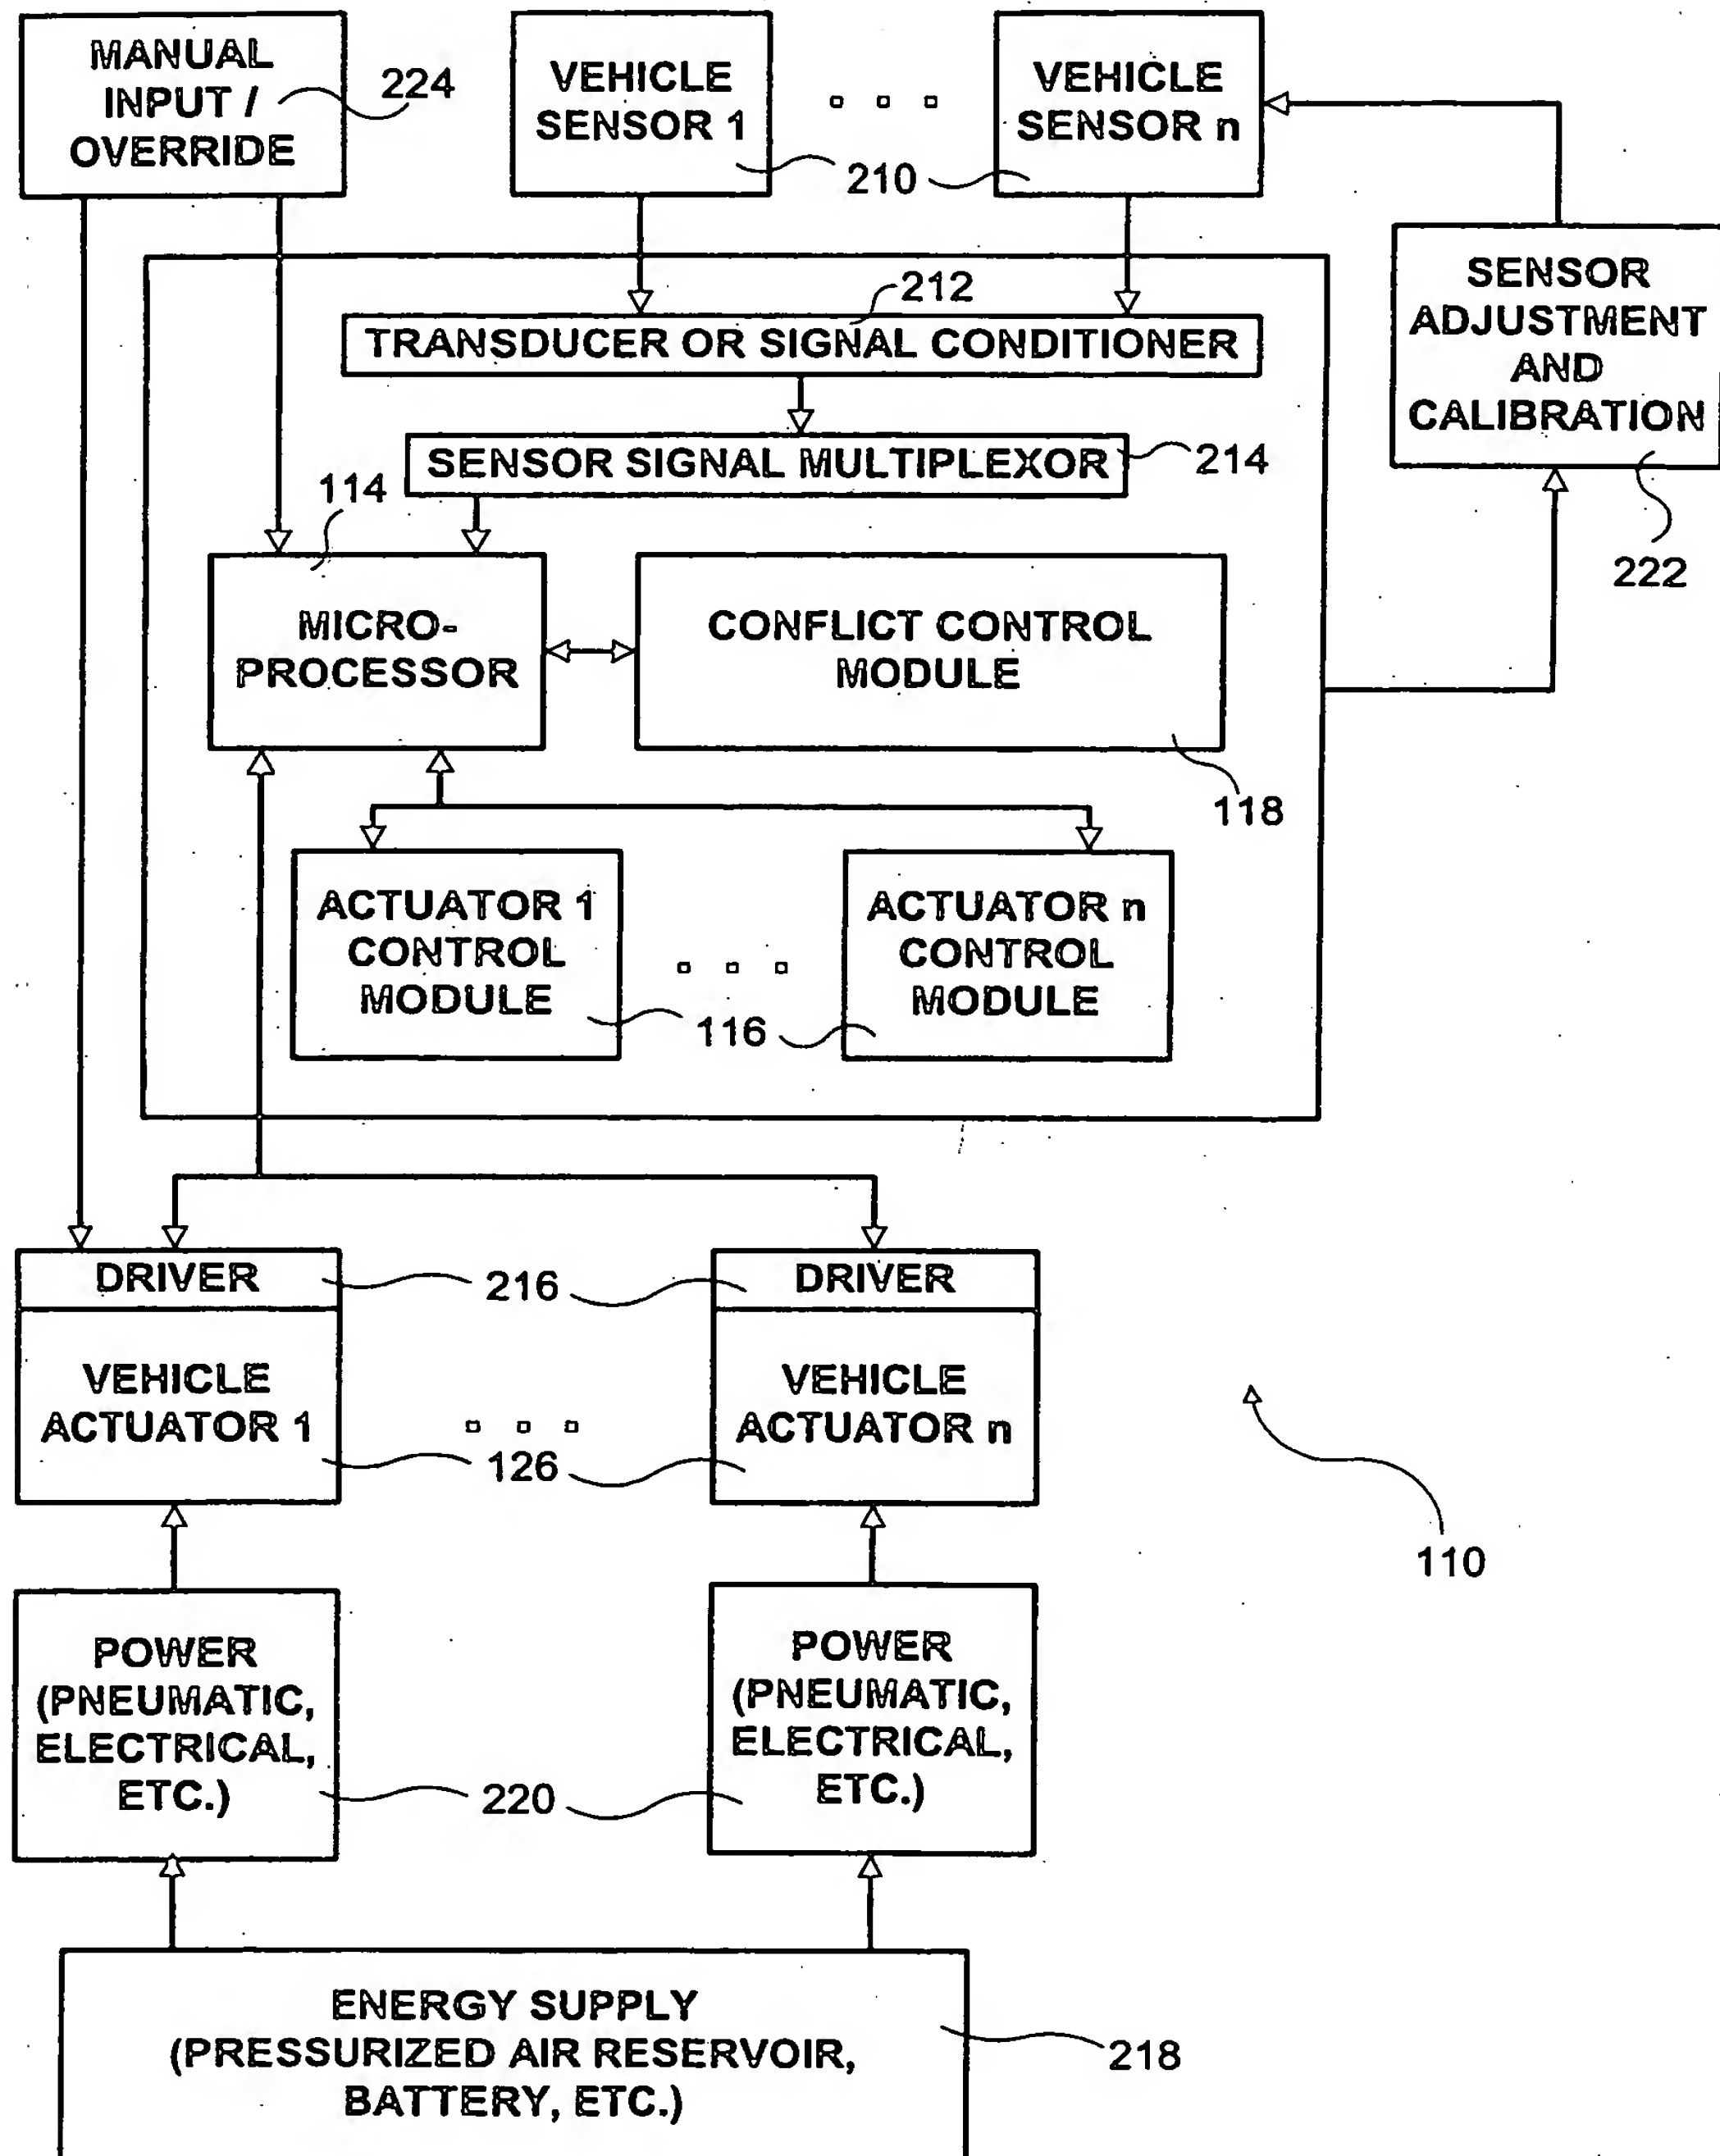 MANUAL
INPUT /
OVERRIDE
224
VEHICLE
SENSOR 1
210
VEHICLE
SENSOR n
SENSOR
ADJUSTMENT
AND
CALIBRATION
222
212
TRANSDUCER OR SIGNAL CONDITIONER
SENSOR SIGNAL MULTIPLEXOR
214
114
MICRO-
PROCESSOR
CONFLICT CONTROL
MODULE
118
ACTUATOR 1
CONTROL
MODULE
116
ACTUATOR n
CONTROL
MODULE
DRIVER
216
DRIVER
VEHICLE
ACTUATOR 1
126
VEHICLE
ACTUATOR n
110
POWER
(PNEUMATIC,
ELECTRICAL,
ETC.)
220
POWER
(PNEUMATIC,
ELECTRICAL,
ETC.)
ENERGY SUPPLY
(PRESSURIZED AIR RESERVOIR,
BATTERY, ETC.)
218